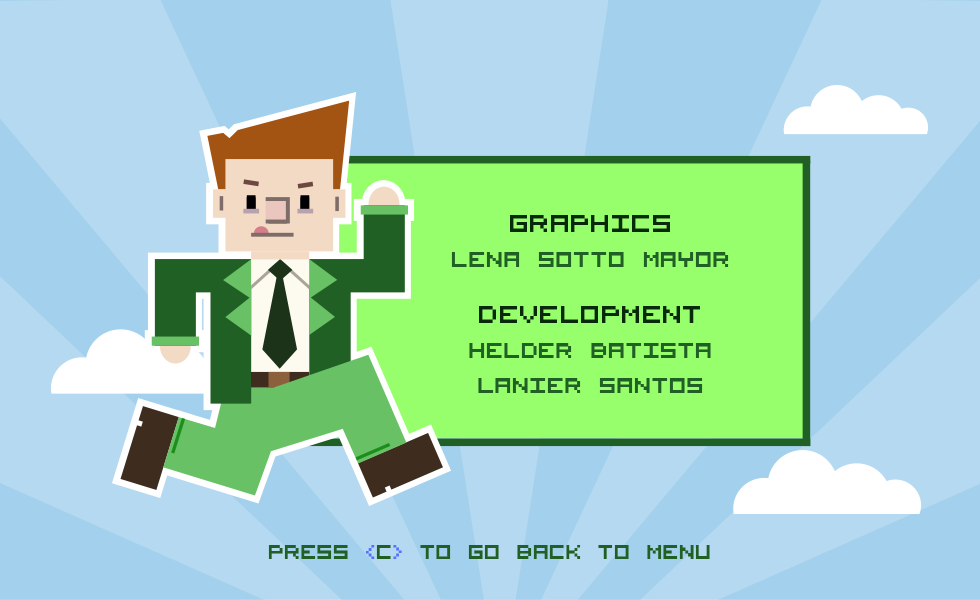 GRAPHICS
LENA SOTTO MAYOR
DEVELOPMENT
HELDER BATISTA
LANIER SANTOS
PRESS <C> TO GO BACK TO MENU